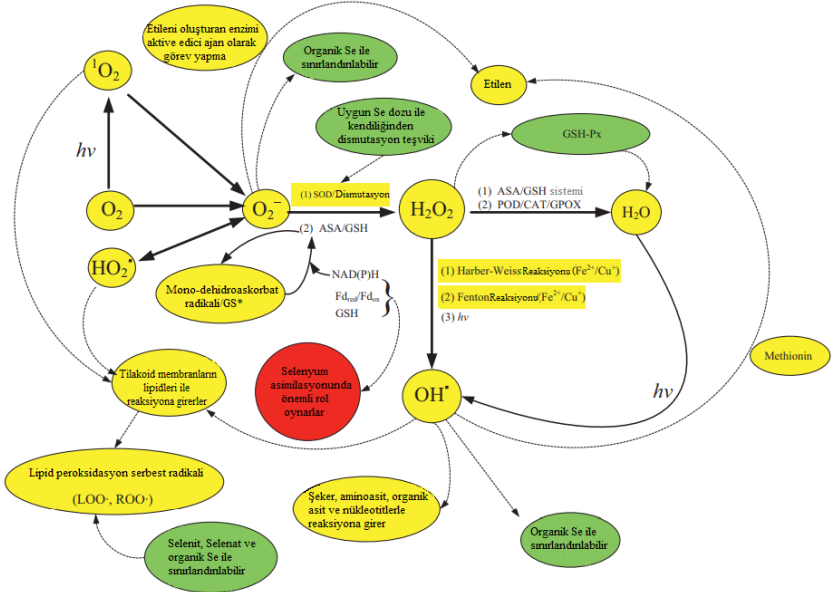 Etileni oluşturan enzimi
aktive edici ajan olarak
görev yapma
Organik Se ile
sınırlandırılabilir
Etilen
¹O₂
Uygun Se dozu ile
kendiliğinden
dismutasyon teşviki
GSH-Px
hv
(1) SOD/Dismutasyon
(1) ASA/GSH sistemi
(2) POD/CAT/GPOX
O₂
O₂⁻
H₂O₂
H₂O
(2) ASA/GSH
HO₂•
Mono-dehidroaskorbat
radikali/GS*
NAD(P)H
Fd_red/Fd_ox
GSH
(1) Harber-Weiss Reaksiyonu (Fe²⁺/Cu⁺)
(2) Fenton Reaksiyonu (Fe²⁺/Cu⁺)
(3) hv
Methionin
Tilakoid membranların
lipidleri ile
reaksiyona girerler
Selenyum
asimilasyonunda
önemli rol
oynarlar
OH•
hv
Lipid peroksidasyon serbest radikali
(LOO·, ROO·)
Şeker, aminoasit, organik
asit ve nükleotitlerle
reaksiyona girer
Organik Se ile
sınırlandırılabilir
Selenit, Selenat ve
organik Se ile
sınırlandırılabilir